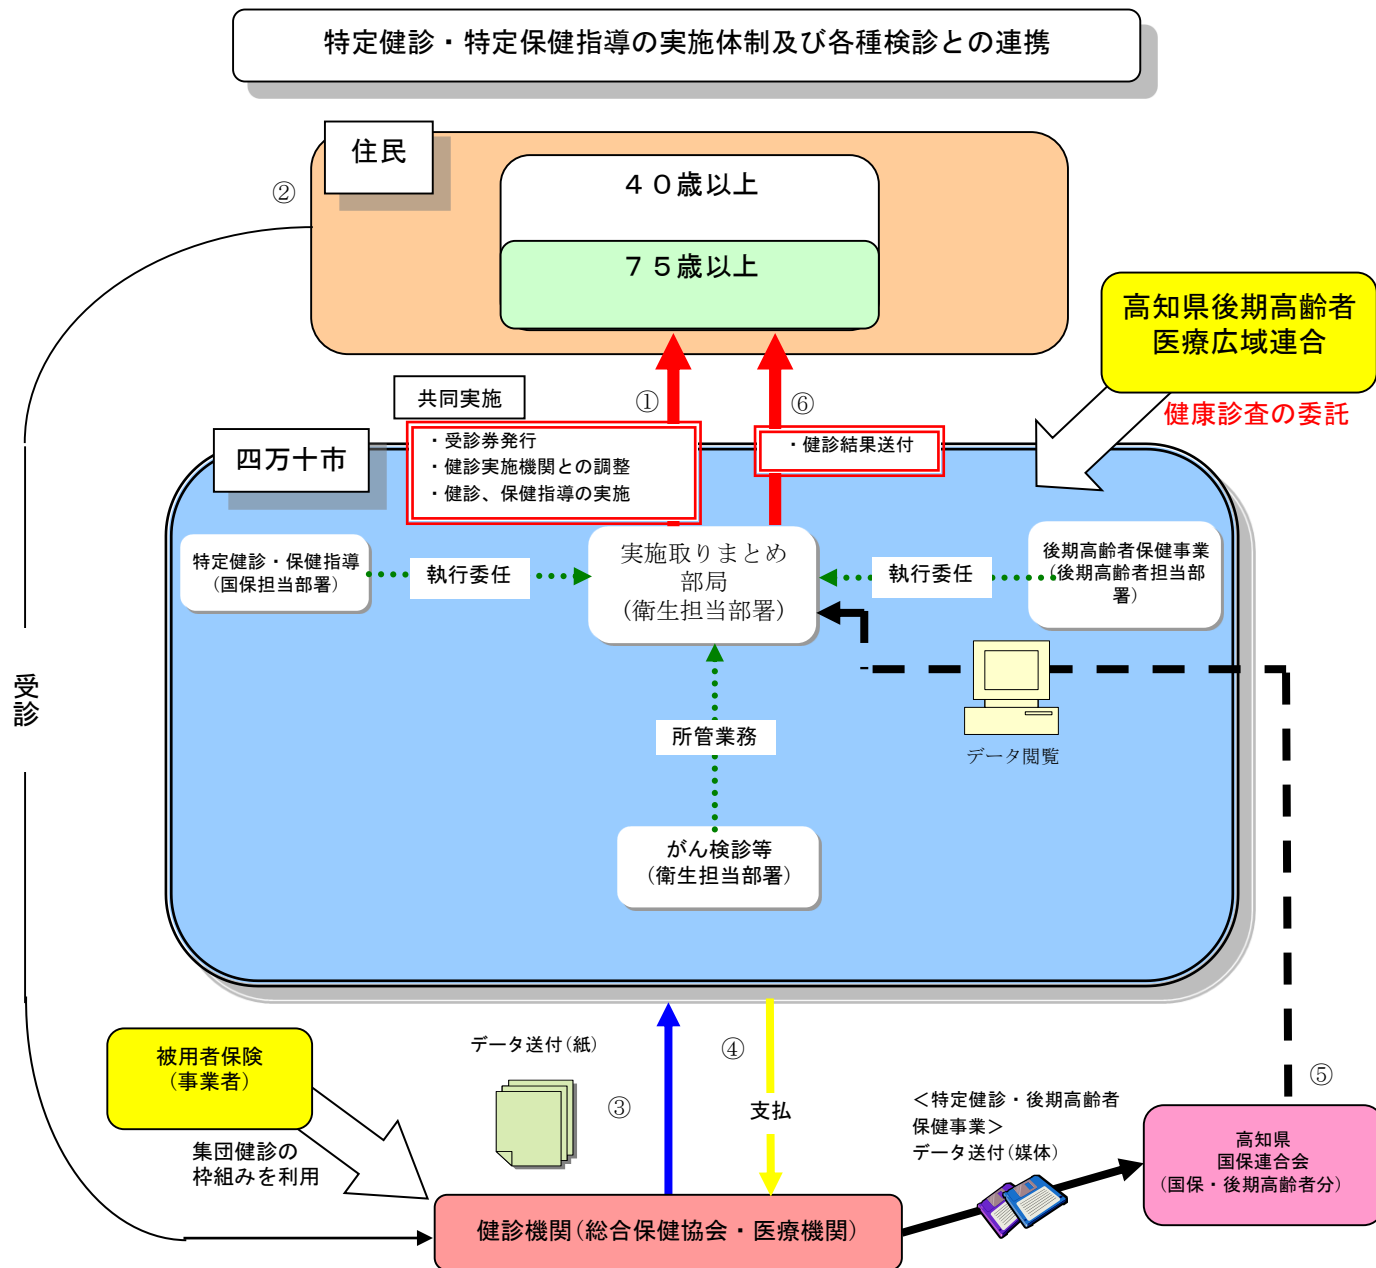 特定健診・特定保健指導の実施体制及び各種検診との連携
住民
②
４０歳以上
７５歳以上
高知県後期高齢者
医療広域連合
健康診査の委託
共同実施
①
⑥
四万十市
・受診券発行
・健診実施機関との調整
・健診、保健指導の実施
・健診結果送付
特定健診・保健指導
(国保担当部署)
執行委任
実施取りまとめ
部局
(衛生担当部署)
執行委任
後期高齢者保健事業
(後期高齢者担当部
署)
受診
所管業務
データ閲覧
がん検診等
(衛生担当部署)
被用者保険
(事業者)
集団健診の
枠組みを利用
データ送付(紙)
③
④
支払
＜特定健診・後期高齢者
保健事業＞
データ送付(媒体)
⑤
高知県
国保連合会
(国保・後期高齢者分)
健診機関(総合保健協会・医療機関)